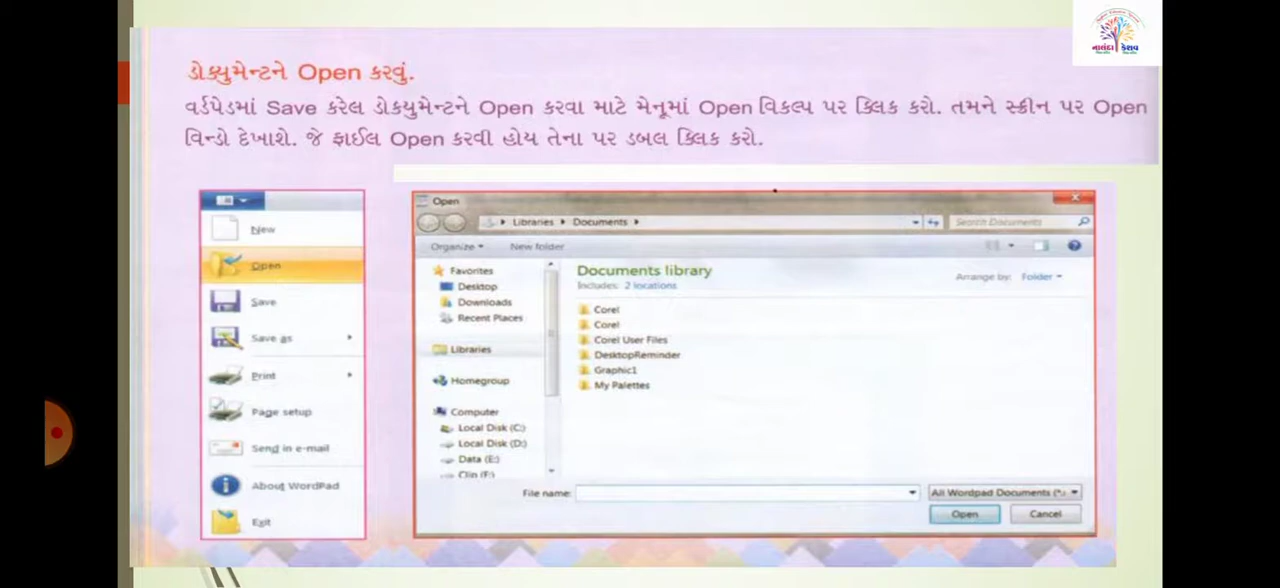 નાલંદા કેશવ
ડોક્યુમેન્ટને Open કરવું.
વર્ડપેડમાં Save કરેલ ડોકયુમેન્ટને Open કરવા માટે મેનૂમાં Open વિકલ્પ પર ક્લિક કરો. તમને સ્ક્રીન પર Open
વિન્ડો દેખાશે. જે ફાઈલ Open કરવી હોય તેના પર ડબલ ક્લિક કરો.
New
Open
Save
Save as
Print
Page setup
Send in e-mail
About WordPad
Exit
Open
Libraries Documents
Search Documents
Organize New folder
Favorites
Desktop
Downloads
Recent Places
Libraries
Homegroup
Computer
Local Disk (C:)
Local Disk (D:)
Data (E:)
Clip (F:)
Documents library
Includes: 2 locations
Arrange by: Folder
Corel
Corel
Corel User Files
DesktopReminder
Graphic1
My Palettes
File name:
All Wordpad Documents (*.
Open Cancel